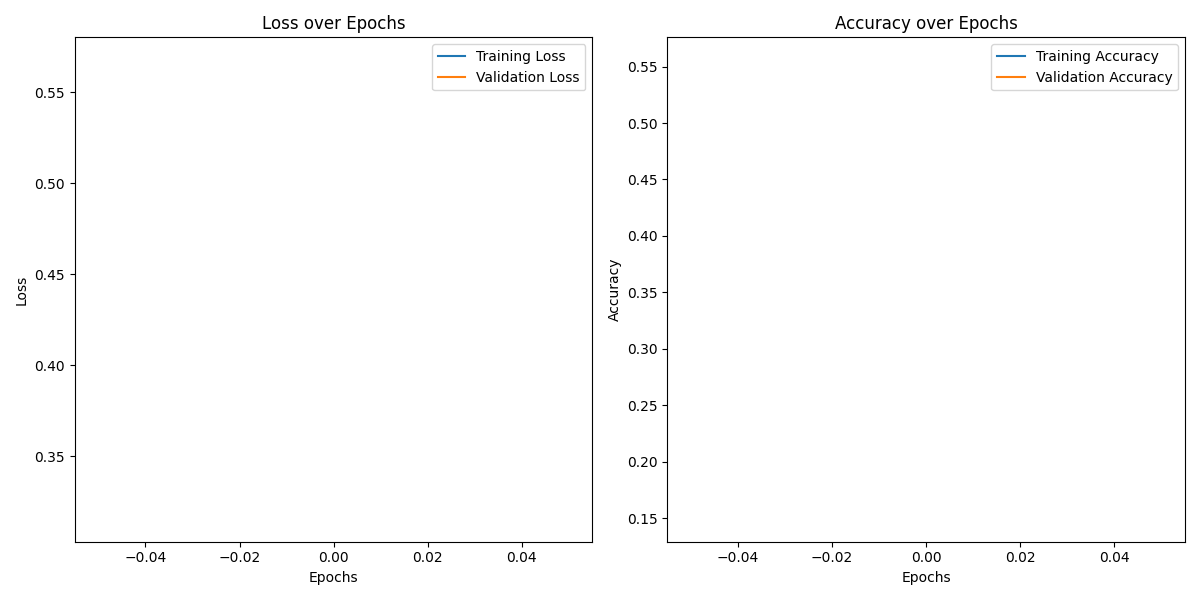 Loss over Epochs
Training Loss
Validation Loss
0.55
0.50
0.45
0.40
0.35
Loss
−0.04
−0.02
0.00
0.02
0.04
Epochs
Accuracy over Epochs
Training Accuracy
Validation Accuracy
0.55
0.50
0.45
0.40
0.35
0.30
0.25
0.20
0.15
Accuracy
−0.04
−0.02
0.00
0.02
0.04
Epochs